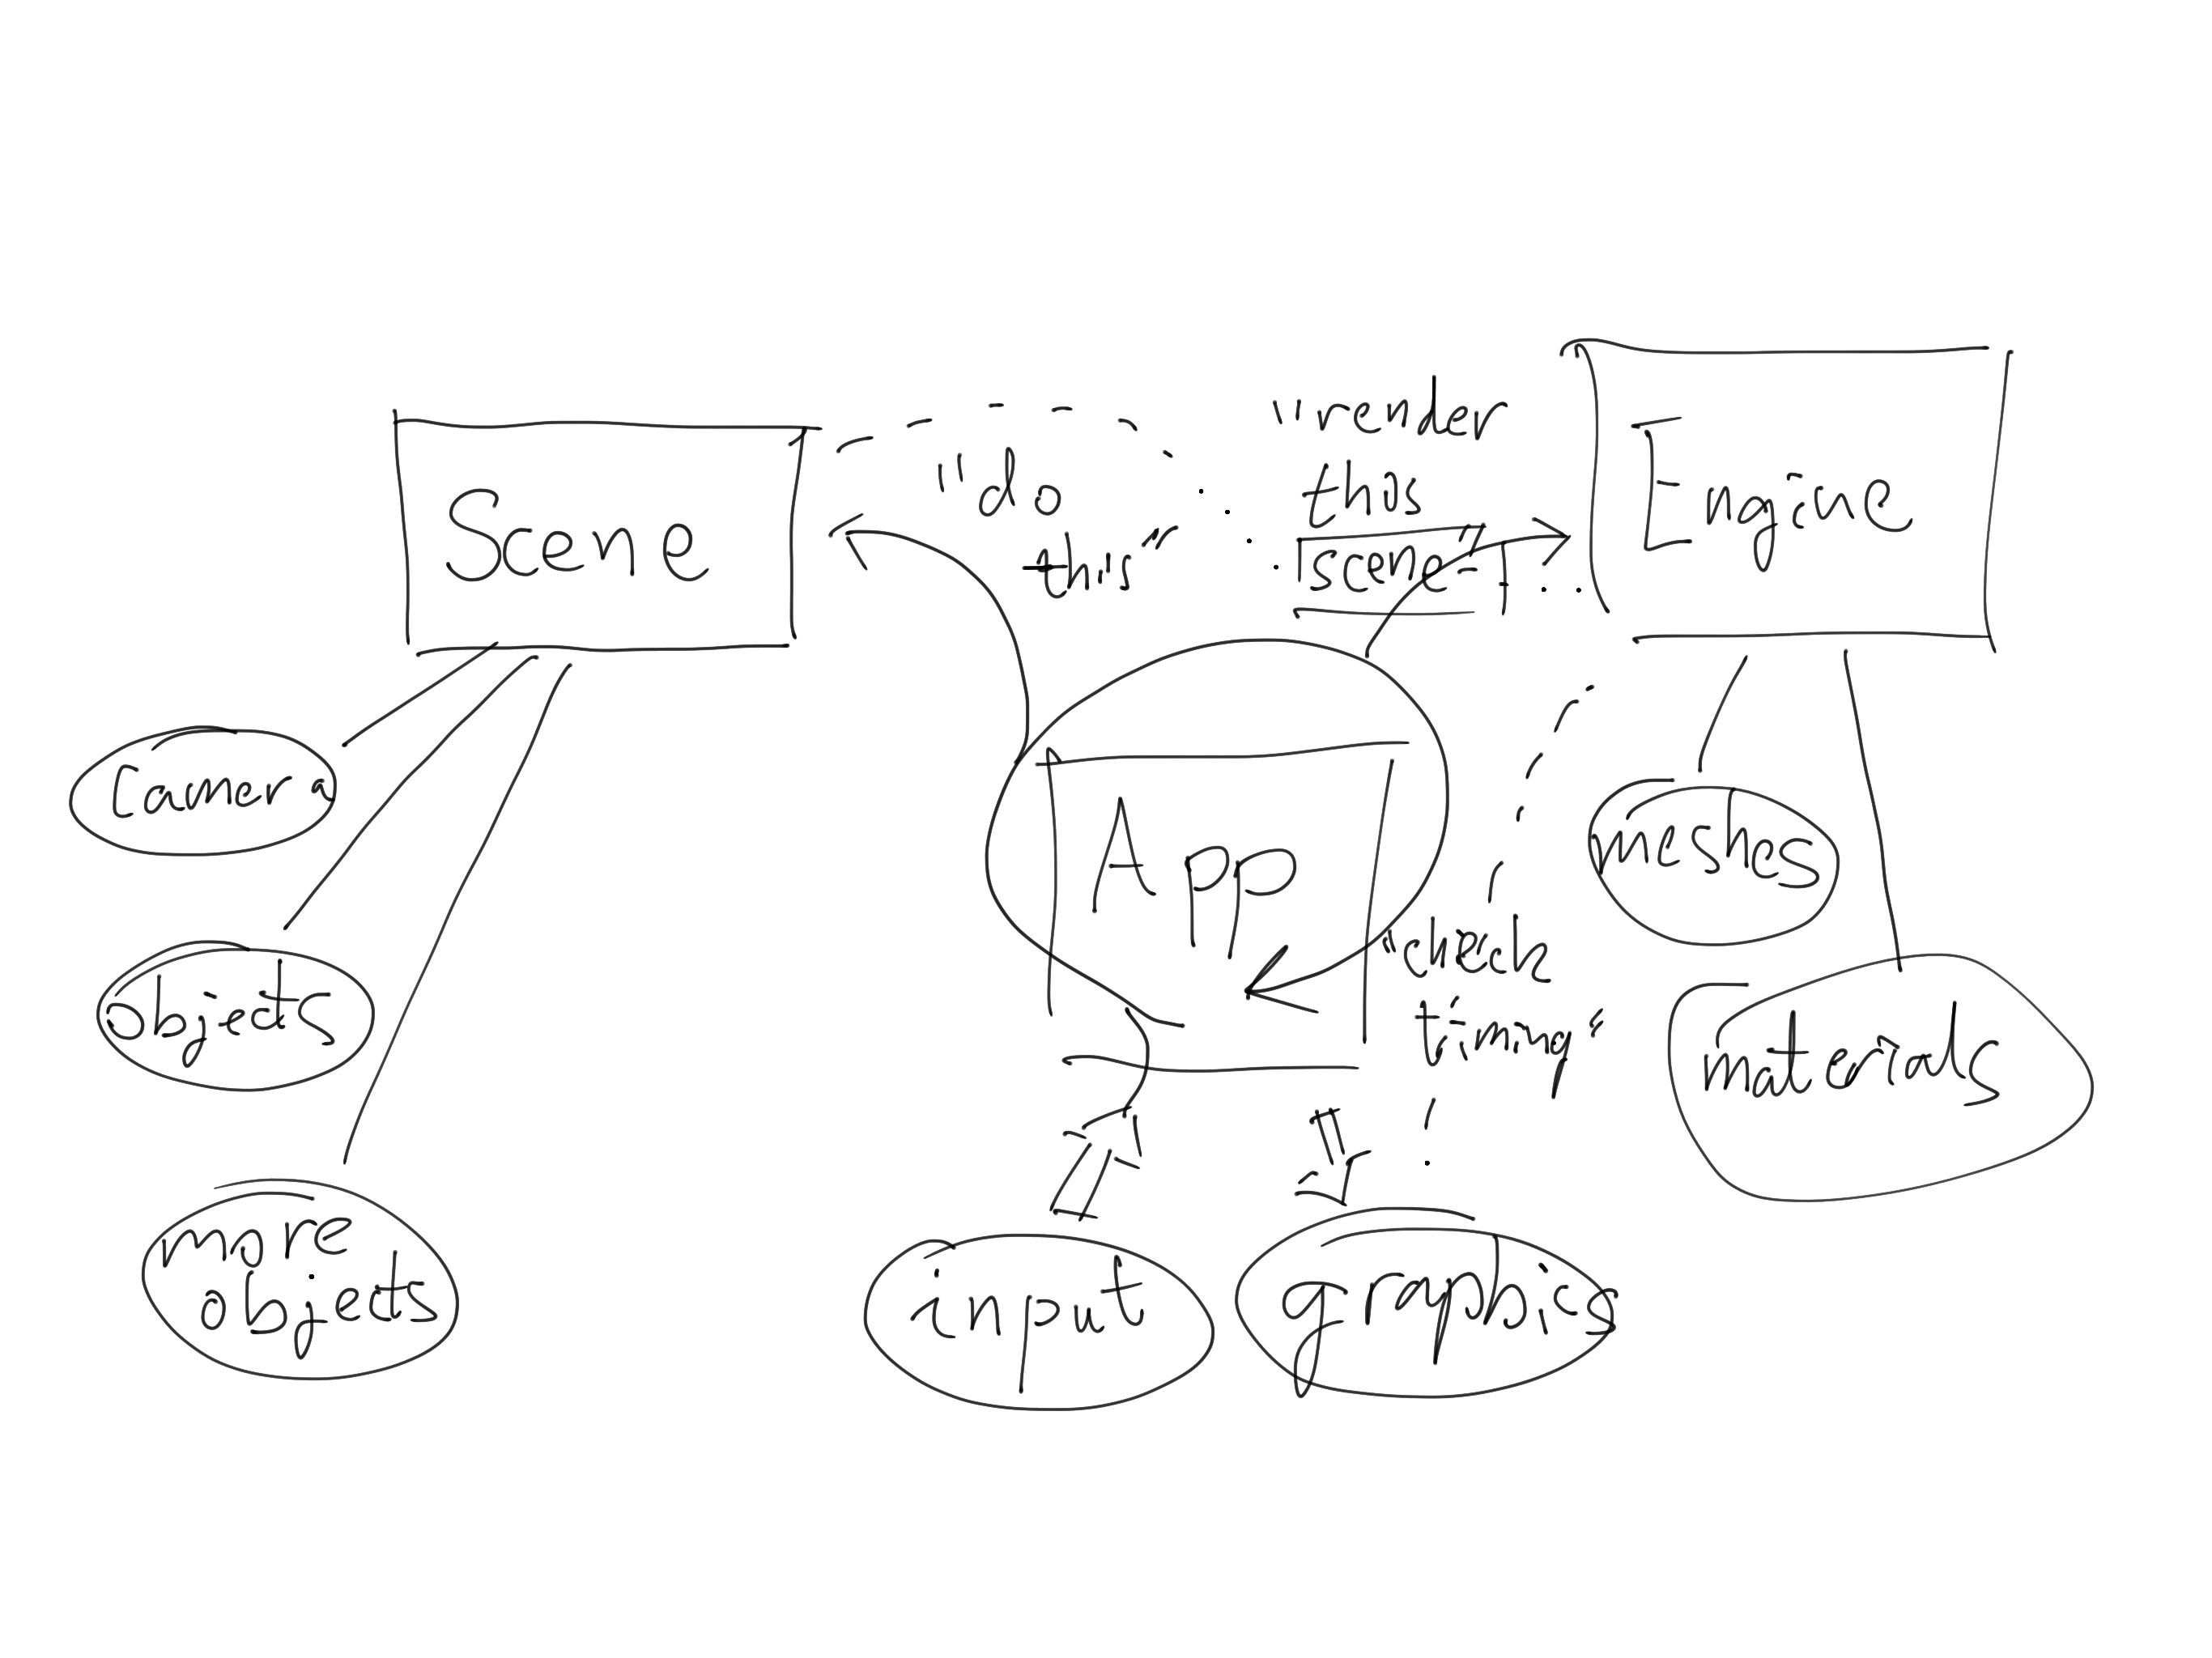 "render
"do
this
Engine
Scene
this"
scene"
Camera
meshes
App
"check
timing"
objects
materials
more
objects
input
graphics